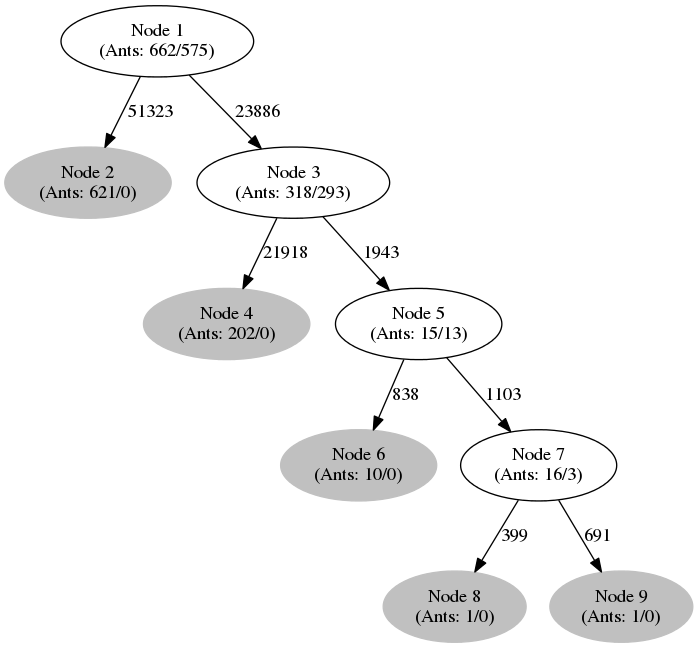 Node 1
(Ants: 662/575)
51323
23886
Node 2
(Ants: 621/0)
Node 3
(Ants: 318/293)
21918
1943
Node 4
(Ants: 202/0)
Node 5
(Ants: 15/13)
838
1103
Node 6
(Ants: 10/0)
Node 7
(Ants: 16/3)
399
691
Node 8
(Ants: 1/0)
Node 9
(Ants: 1/0)